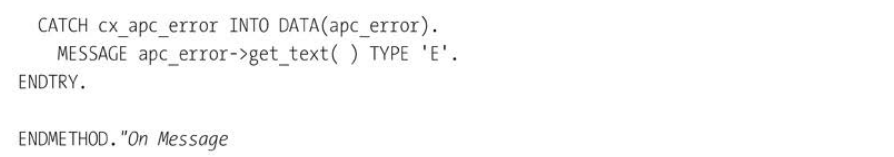 CATCH cx_apc_error INTO DATA(apc_error).
MESSAGE apc_error->get_text( ) TYPE 'E'.
ENDTRY.
ENDMETHOD."On Message